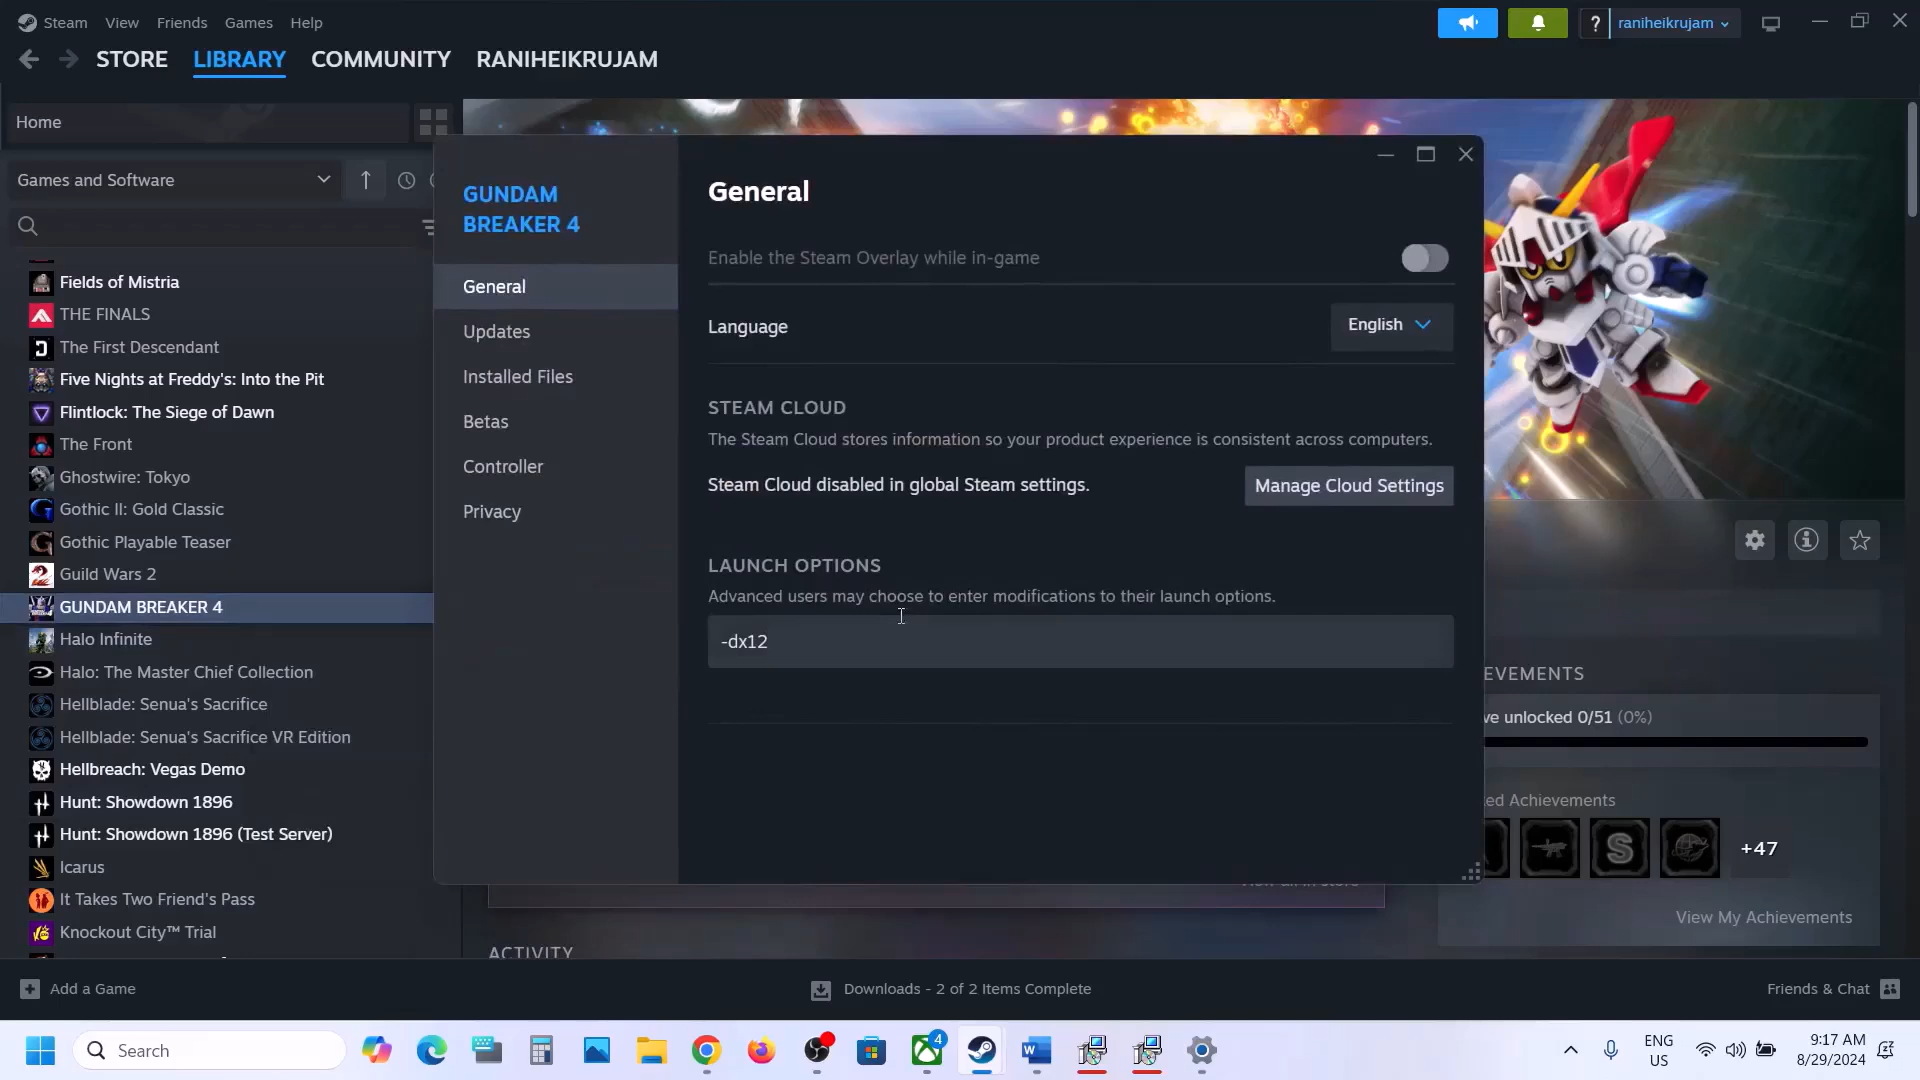 Steam View Friends Games Help
raniheikrujam
STORE LIBRARY COMMUNITY RANIHEIKRUJAM
Home
Games and Software
Fields of Mistria
THE FINALS
The First Descendant
Five Nights at Freddy's: Into the Pit
Flintlock: The Siege of Dawn
The Front
Ghostwire: Tokyo
Gothic II: Gold Classic
Gothic Playable Teaser
Guild Wars 2
GUNDAM BREAKER 4
Halo Infinite
Halo: The Master Chief Collection
Hellblade: Senua's Sacrifice
Hellblade: Senua's Sacrifice VR Edition
Hellbreach: Vegas Demo
Hunt: Showdown 1896
Hunt: Showdown 1896 (Test Server)
Icarus
It Takes Two Friend's Pass
Knockout City™ Trial
GUNDAM
BREAKER 4
General
Updates
Installed Files
Betas
Controller
Privacy
General
Enable the Steam Overlay while in-game
Language English
STEAM CLOUD
The Steam Cloud stores information so your product experience is consistent across computers.
Steam Cloud disabled in global Steam settings. Manage Cloud Settings
LAUNCH OPTIONS
Advanced users may choose to enter modifications to their launch options.
-dx12
EVEMENTS
ve unlocked 0/51 (0%)
ed Achievements
+47
View My Achievements
ACTIVITY
Add a Game
Downloads - 2 of 2 Items Complete
Friends & Chat
Search
4
ENG
US
9:17 AM
8/29/2024